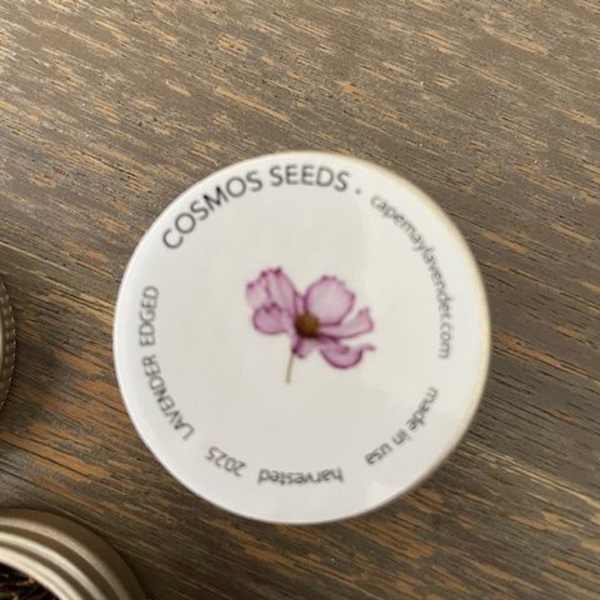 COSMOS SEEDS .
capemaylavender.com
made in usa
harvested 2025
LAVENDER EDGED